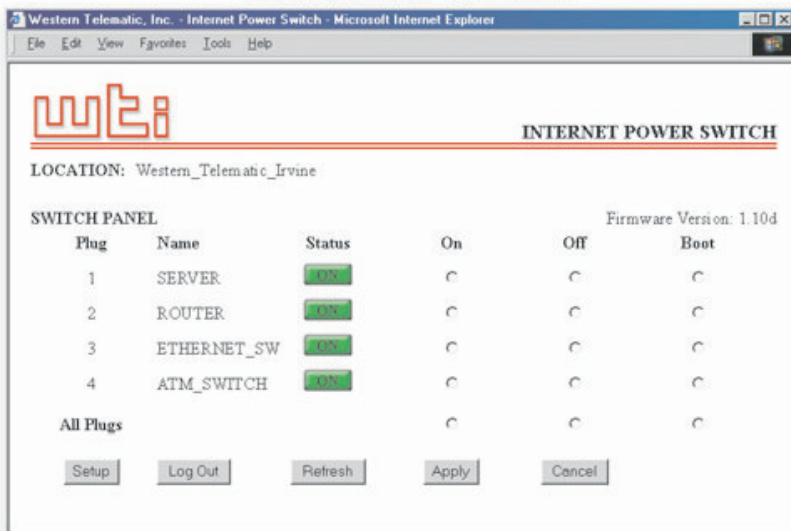 Western Telematic, Inc. - Internet Power Switch - Microsoft Internet Explorer
File Edit View Favorites Tools Help
wti
INTERNET POWER SWITCH
LOCATION: Western_Telematic_Irvine
SWITCH PANEL Firmware Version: 1.10d
Plug Name Status On Off Boot
1 SERVER ON
2 ROUTER ON
3 ETHERNET_SW ON
4 ATM_SWITCH ON
All Plugs
Setup Log Out Refresh Apply Cancel